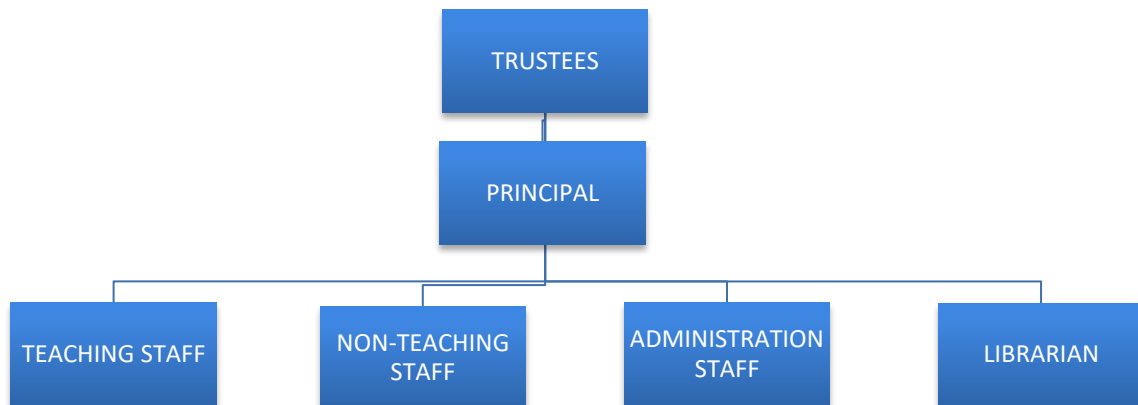 TRUSTEES
PRINCIPAL
TEACHING STAFF
NON-TEACHING
STAFF
ADMINISTRATION
STAFF
LIBRARIAN